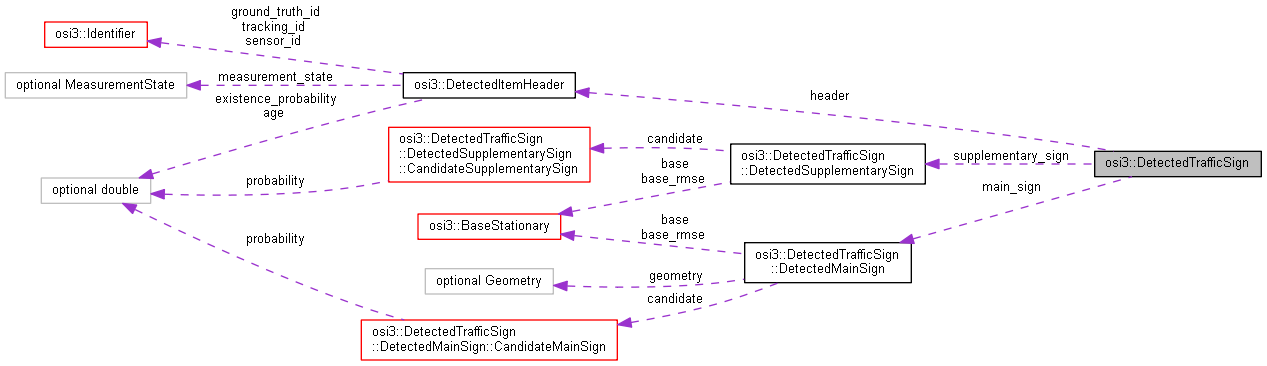 ground_truth_id
tracking_id
sensor_id
osi3::Identifier
measurement_state
optional MeasurementState
osi3::DetectedItemHeader
existence_probability
age
header
osi3::DetectedTrafficSign
::DetectedSupplementarySign
::CandidateSupplementarySign
candidate
osi3::DetectedTrafficSign
::DetectedSupplementarySign
supplementary_sign
osi3::DetectedTrafficSign
base
base_rmse
probability
optional double
main_sign
osi3::BaseStationary
base
base_rmse
probability
osi3::DetectedTrafficSign
::DetectedMainSign
optional Geometry
geometry
candidate
osi3::DetectedTrafficSign
::DetectedMainSign::CandidateMainSign